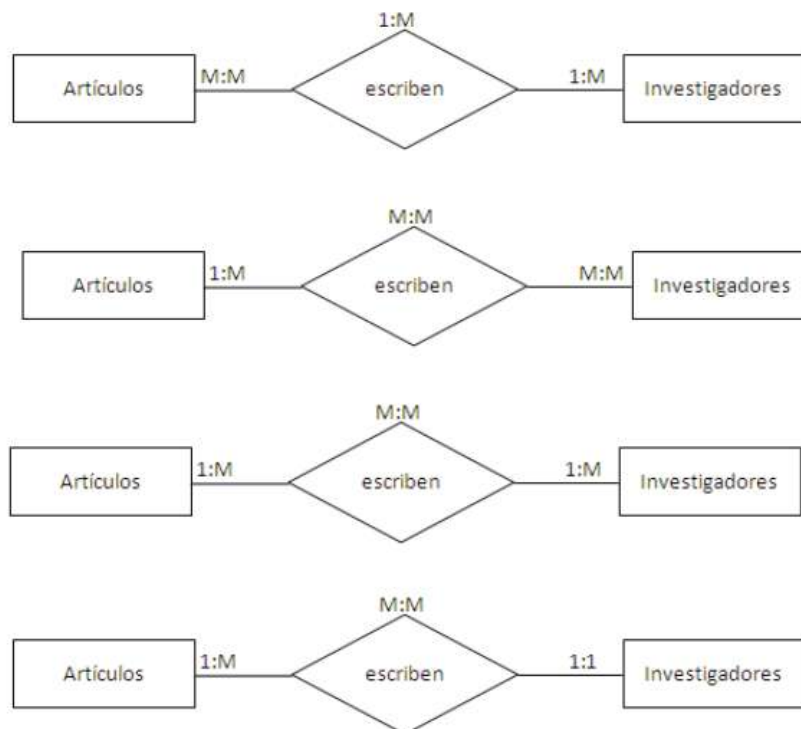 1:M
Artículos M:M escriben 1:M Investigadores
M:M
Artículos 1:M escriben M:M Investigadores
M:M
Artículos 1:M escriben 1:M Investigadores
M:M
Artículos 1:M escriben 1:1 Investigadores